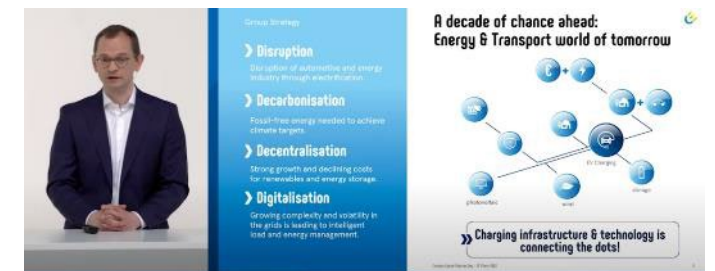 Group Strategy
❯ Disruption
Disruption of automotive and energy
industry through electrification.
❯ Decarbonisation
Fossil-free energy needed to achieve
climate targets.
❯ Decentralisation
Strong growth and declining costs
for renewables and energy storage.
❯ Digitalisation
Growing complexity and volatility in
the grids is leading to intelligent
load and energy management.
A decade of chance ahead:
Energy & Transport world of tomorrow
EV Charging
storage
photovoltaic
wind
» Charging infrastructure & technology is
connecting the dots!